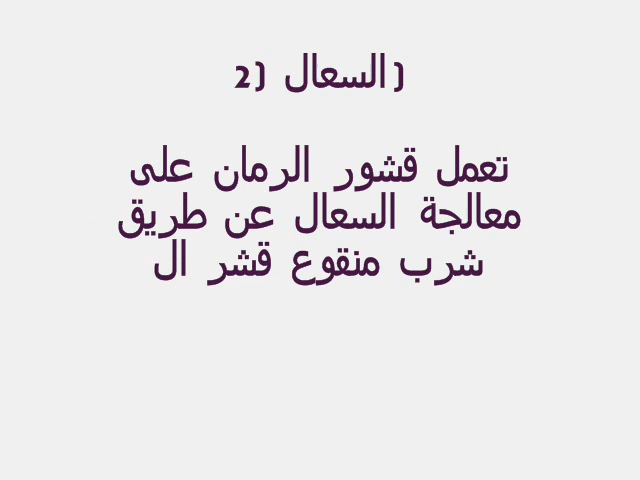 2) السعال)
تعمل قشور الرمان على
معالجة السعال عن طريق
شرب منقوع قشر ال